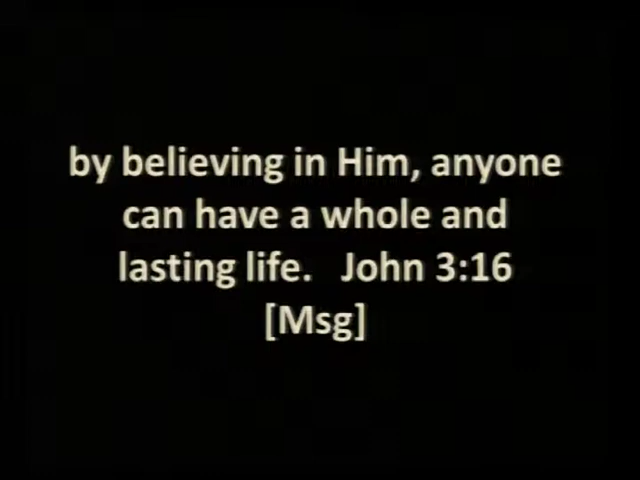 by believing in Him, anyone
can have a whole and
lasting life.   John 3:16
[Msg]